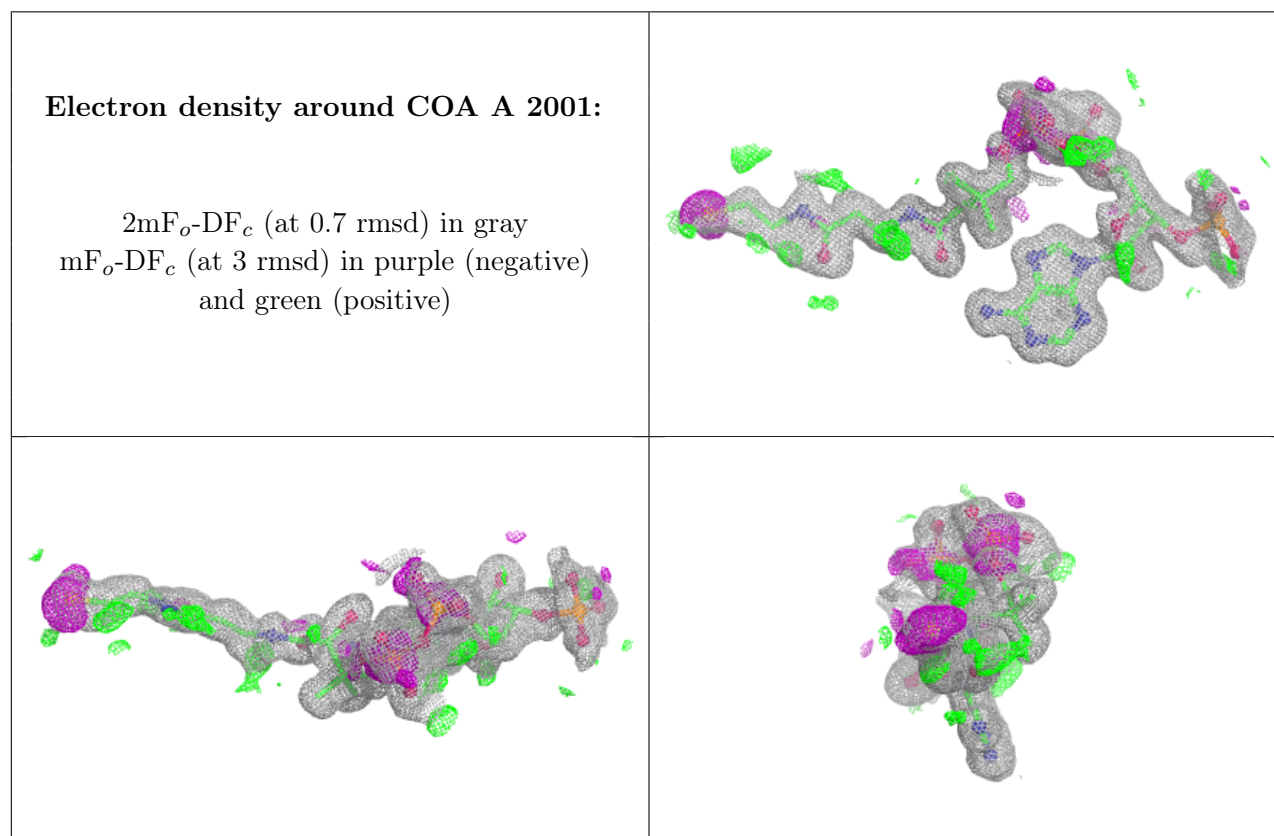 Electron density around COA A 2001:
2mFo-DFc (at 0.7 rmsd) in gray
mFo-DFc (at 3 rmsd) in purple (negative)
and green (positive)